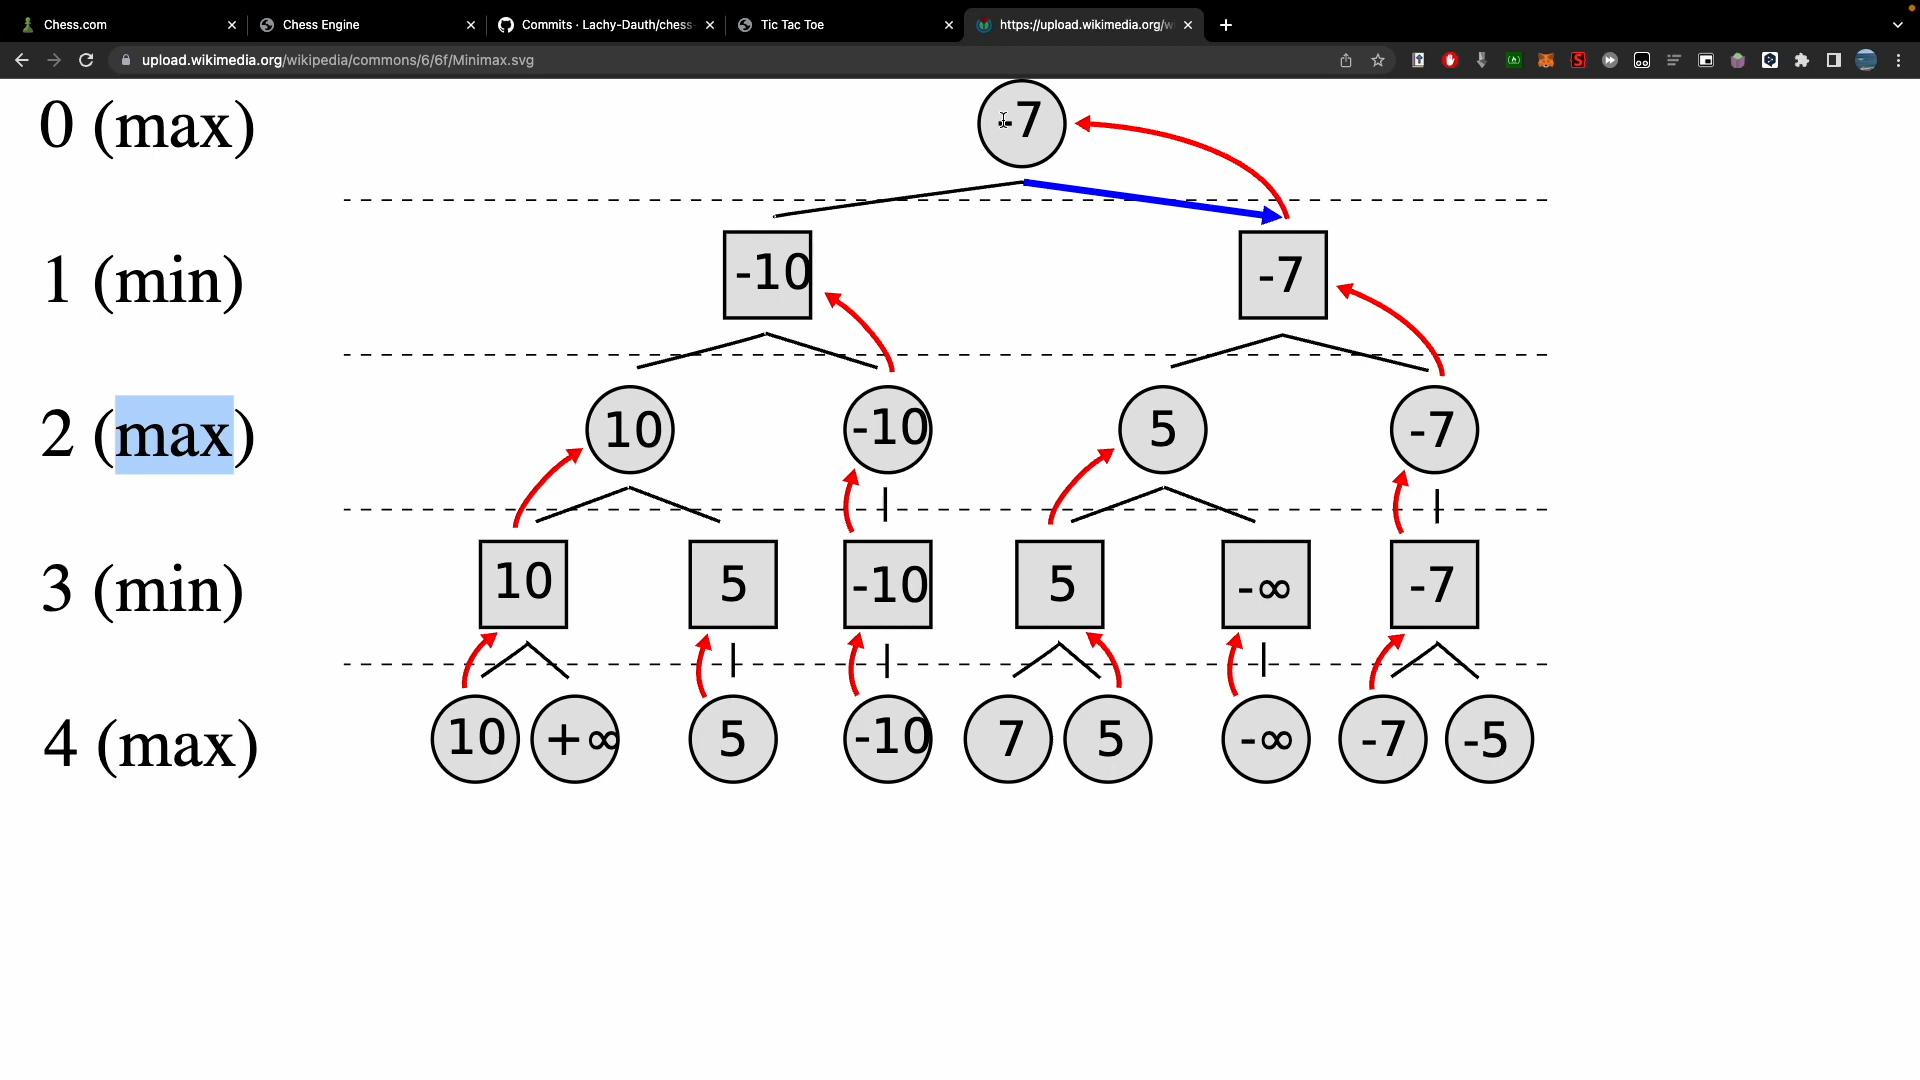 Chess.com
Chess Engine
Commits · Lachy-Dauth/chess-
Tic Tac Toe
https://upload.wikimedia.org/w
upload.wikimedia.org/wikipedia/commons/6/6f/Minimax.svg
0 (max)
-7
1 (min)
-10 -7
2 (max)
10 -10 5 -7
3 (min)
10 5 -10 5 -∞ -7
4 (max)
10 +∞ 5 -10 7 5 -∞ -7 -5